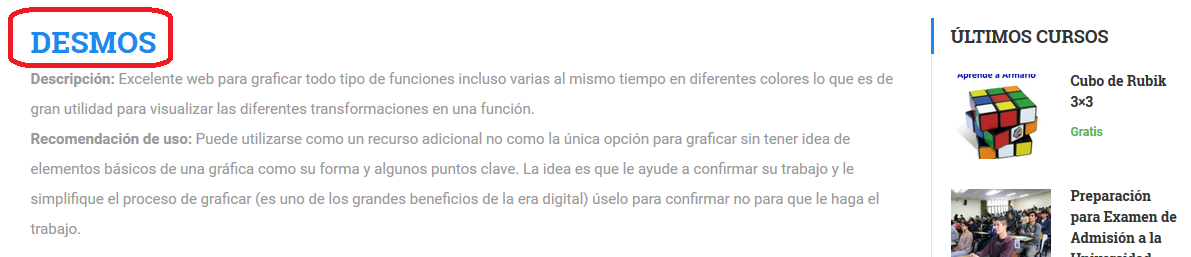 DESMOS
Descripción: Excelente web para graficar todo tipo de funciones incluso varias al mismo tiempo en diferentes colores lo que es de
gran utilidad para visualizar las diferentes transformaciones en una función.
Recomendación de uso: Puede utilizarse como un recurso adicional no como la única opción para graficar sin tener idea de
elementos básicos de una gráfica como su forma y algunos puntos clave. La idea es que le ayude a confirmar su trabajo y le
simplifique el proceso de graficar (es uno de los grandes beneficios de la era digital) úselo para confirmar no para que le haga el
trabajo.
ÚLTIMOS CURSOS
Aprende a Armarlo
Cubo de Rubik
3×3
Gratis
Preparación
para Examen de
Admisión a la
Universidad